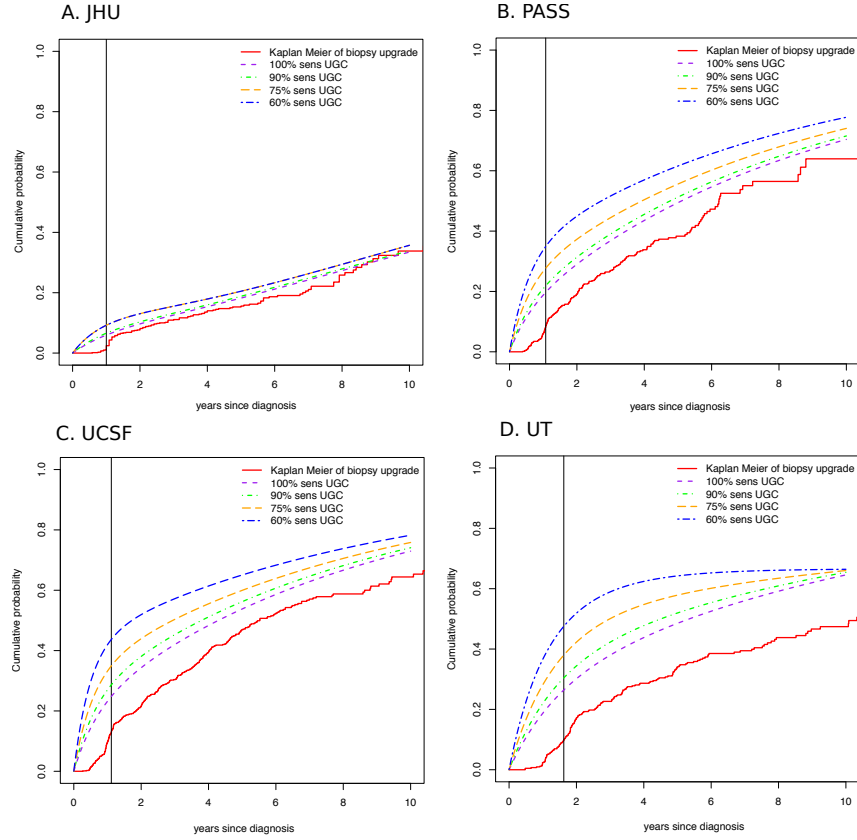 A. JHU
Kaplan Meier of biopsy upgrade
100% sens UGC
90% sens UGC
75% sens UGC
60% sens UGC
Cumulative probability
0.0
0.2
0.4
0.6
0.8
1.0
0
2
4
6
8
10
years since diagnosis
B. PASS
Kaplan Meier of biopsy upgrade
100% sens UGC
90% sens UGC
75% sens UGC
60% sens UGC
Cumulative probability
0.0
0.2
0.4
0.6
0.8
1.0
0
2
4
6
8
10
years since diagnosis
C. UCSF
Kaplan Meier of biopsy upgrade
100% sens UGC
90% sens UGC
75% sens UGC
60% sens UGC
Cumulative probability
0.0
0.2
0.4
0.6
0.8
1.0
0
2
4
6
8
10
years since diagnosis
D. UT
Kaplan Meier of biopsy upgrade
100% sens UGC
90% sens UGC
75% sens UGC
60% sens UGC
Cumulative probability
0.0
0.2
0.4
0.6
0.8
1.0
0
2
4
6
8
10
years since diagnosis